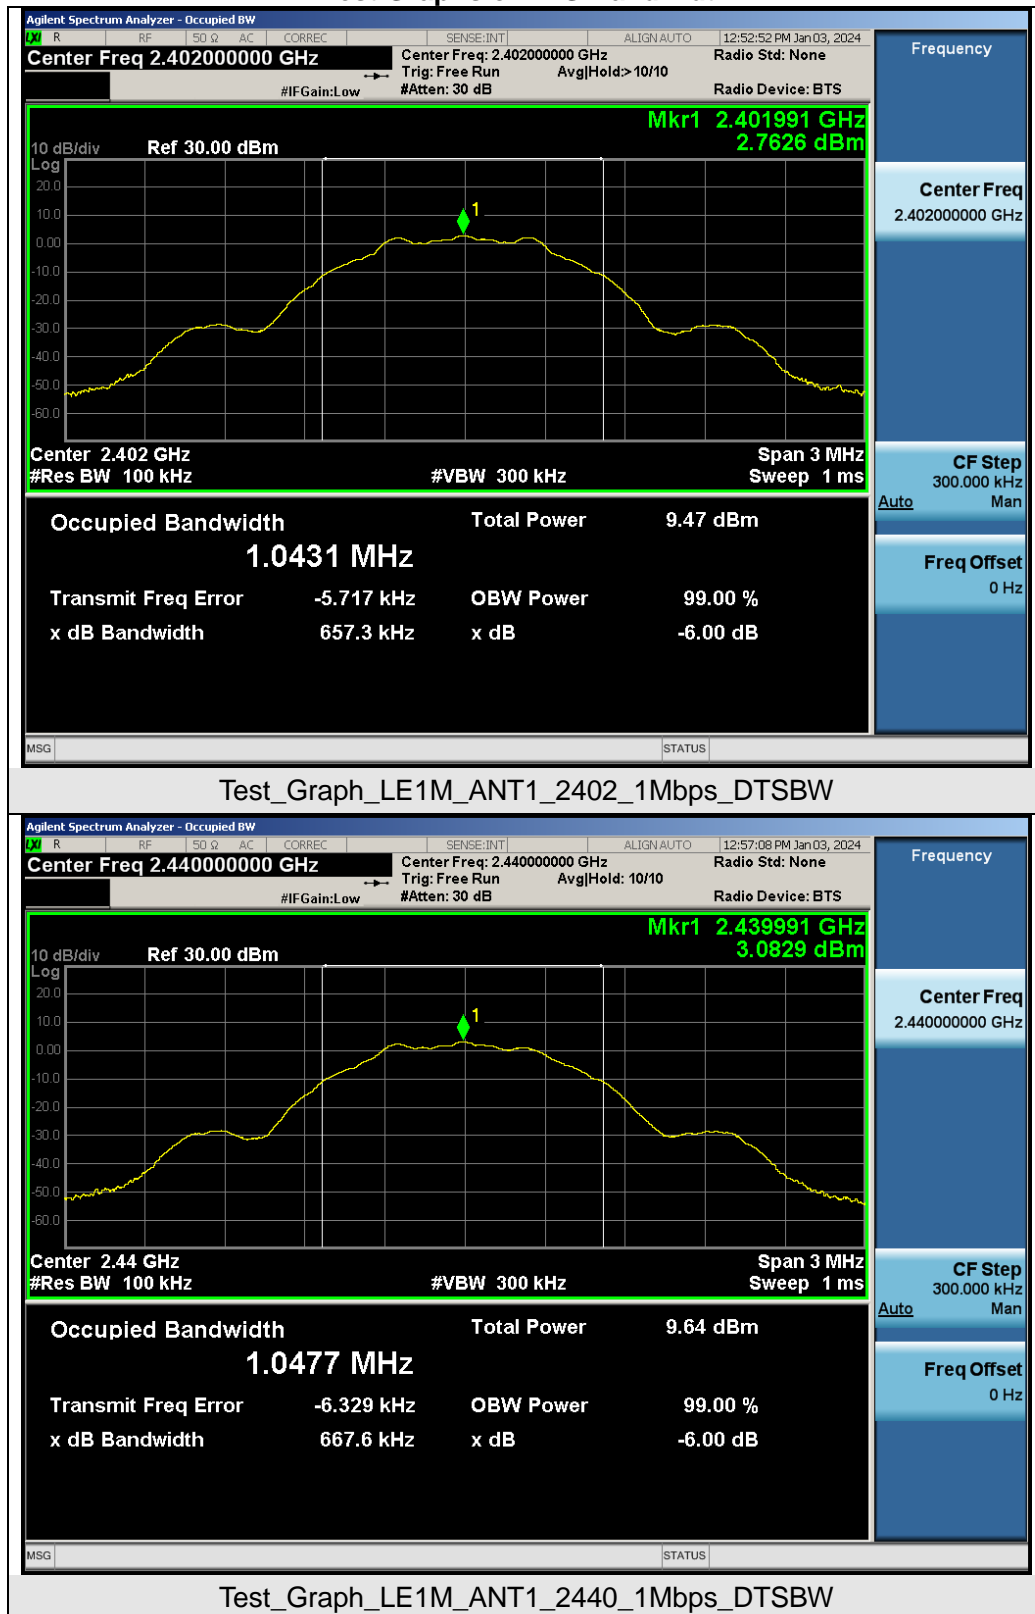 Agilent Spectrum Analyzer - Occupied BW
LXI R RF 50 Ω AC CORREC SENSE:INT ALIGN AUTO 12:52:52 PM Jan 03, 2024
Center Freq 2.402000000 GHz Center Freq: 2.402000000 GHz Radio Std: None Frequency
Trig: Free Run Avg|Hold:> 10/10
#IFGain:Low #Atten: 30 dB Radio Device: BTS
Mkr1 2.401991 GHz
2.7626 dBm
10 dB/div Ref 30.00 dBm
Log
20.0
10.0
0.00
-10.0
-20.0
-30.0
-40.0
-50.0
-60.0
1
Center Freq
2.402000000 GHz
Center 2.402 GHz Span 3 MHz
#Res BW 100 kHz #VBW 300 kHz Sweep 1 ms
CF Step
300.000 kHz
Auto Man
Occupied Bandwidth Total Power 9.47 dBm
1.0431 MHz
Freq Offset
0 Hz
Transmit Freq Error -5.717 kHz OBW Power 99.00 %
x dB Bandwidth 657.3 kHz x dB -6.00 dB
MSG STATUS
Test_Graph_LE1M_ANT1_2402_1Mbps_DTSBW
Agilent Spectrum Analyzer - Occupied BW
LXI R RF 50 Ω AC CORREC SENSE:INT ALIGN AUTO 12:57:08 PM Jan 03, 2024
Center Freq 2.440000000 GHz Center Freq: 2.440000000 GHz Radio Std: None Frequency
Trig: Free Run Avg|Hold: 10/10
#IFGain:Low #Atten: 30 dB Radio Device: BTS
Mkr1 2.439991 GHz
3.0829 dBm
10 dB/div Ref 30.00 dBm
Log
20.0
10.0
0.00
-10.0
-20.0
-30.0
-40.0
-50.0
-60.0
1
Center Freq
2.440000000 GHz
Center 2.44 GHz Span 3 MHz
#Res BW 100 kHz #VBW 300 kHz Sweep 1 ms
CF Step
300.000 kHz
Auto Man
Occupied Bandwidth Total Power 9.64 dBm
1.0477 MHz
Freq Offset
0 Hz
Transmit Freq Error -6.329 kHz OBW Power 99.00 %
x dB Bandwidth 667.6 kHz x dB -6.00 dB
MSG STATUS
Test_Graph_LE1M_ANT1_2440_1Mbps_DTSBW